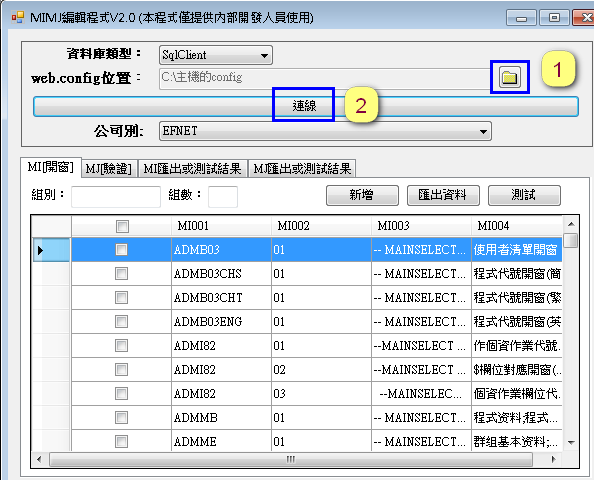 MIMJ編輯程式V2.0 (本程式僅提供內部開發人員使用)
資料庫類型： SqlClient
web.config位置： C:\主機的config
1
連線
2
公司別: EFNET
MI[開窗] MJ[驗證] MI匯出或測試結果 MJ匯出或測試結果
組別： 組數： 新增 匯出資料 測試
MI001 MI002 MI003 MI004
ADMB03 01 -- MAINSELECT... 使用者清單開窗
ADMB03CHS 01 -- MAINSELECT... 程式代號開窗(簡
ADMB03CHT 01 -- MAINSELECT... 程式代號開窗(繁
ADMB03ENG 01 -- MAINSELECT... 程式代號開窗(英
ADMI82 01 --MAINSELECT ... 作個資作業代號.
ADMI82 02 --MAINSELECT ... $欄位對應開窗(...
ADMI82 03 --MAINSELEC... 個資作業欄位代.
ADMMB 01 -- MAINSELECT... 程式资料;程式...
ADMME 01 -- MAINSELECT... 群组基本资料;...